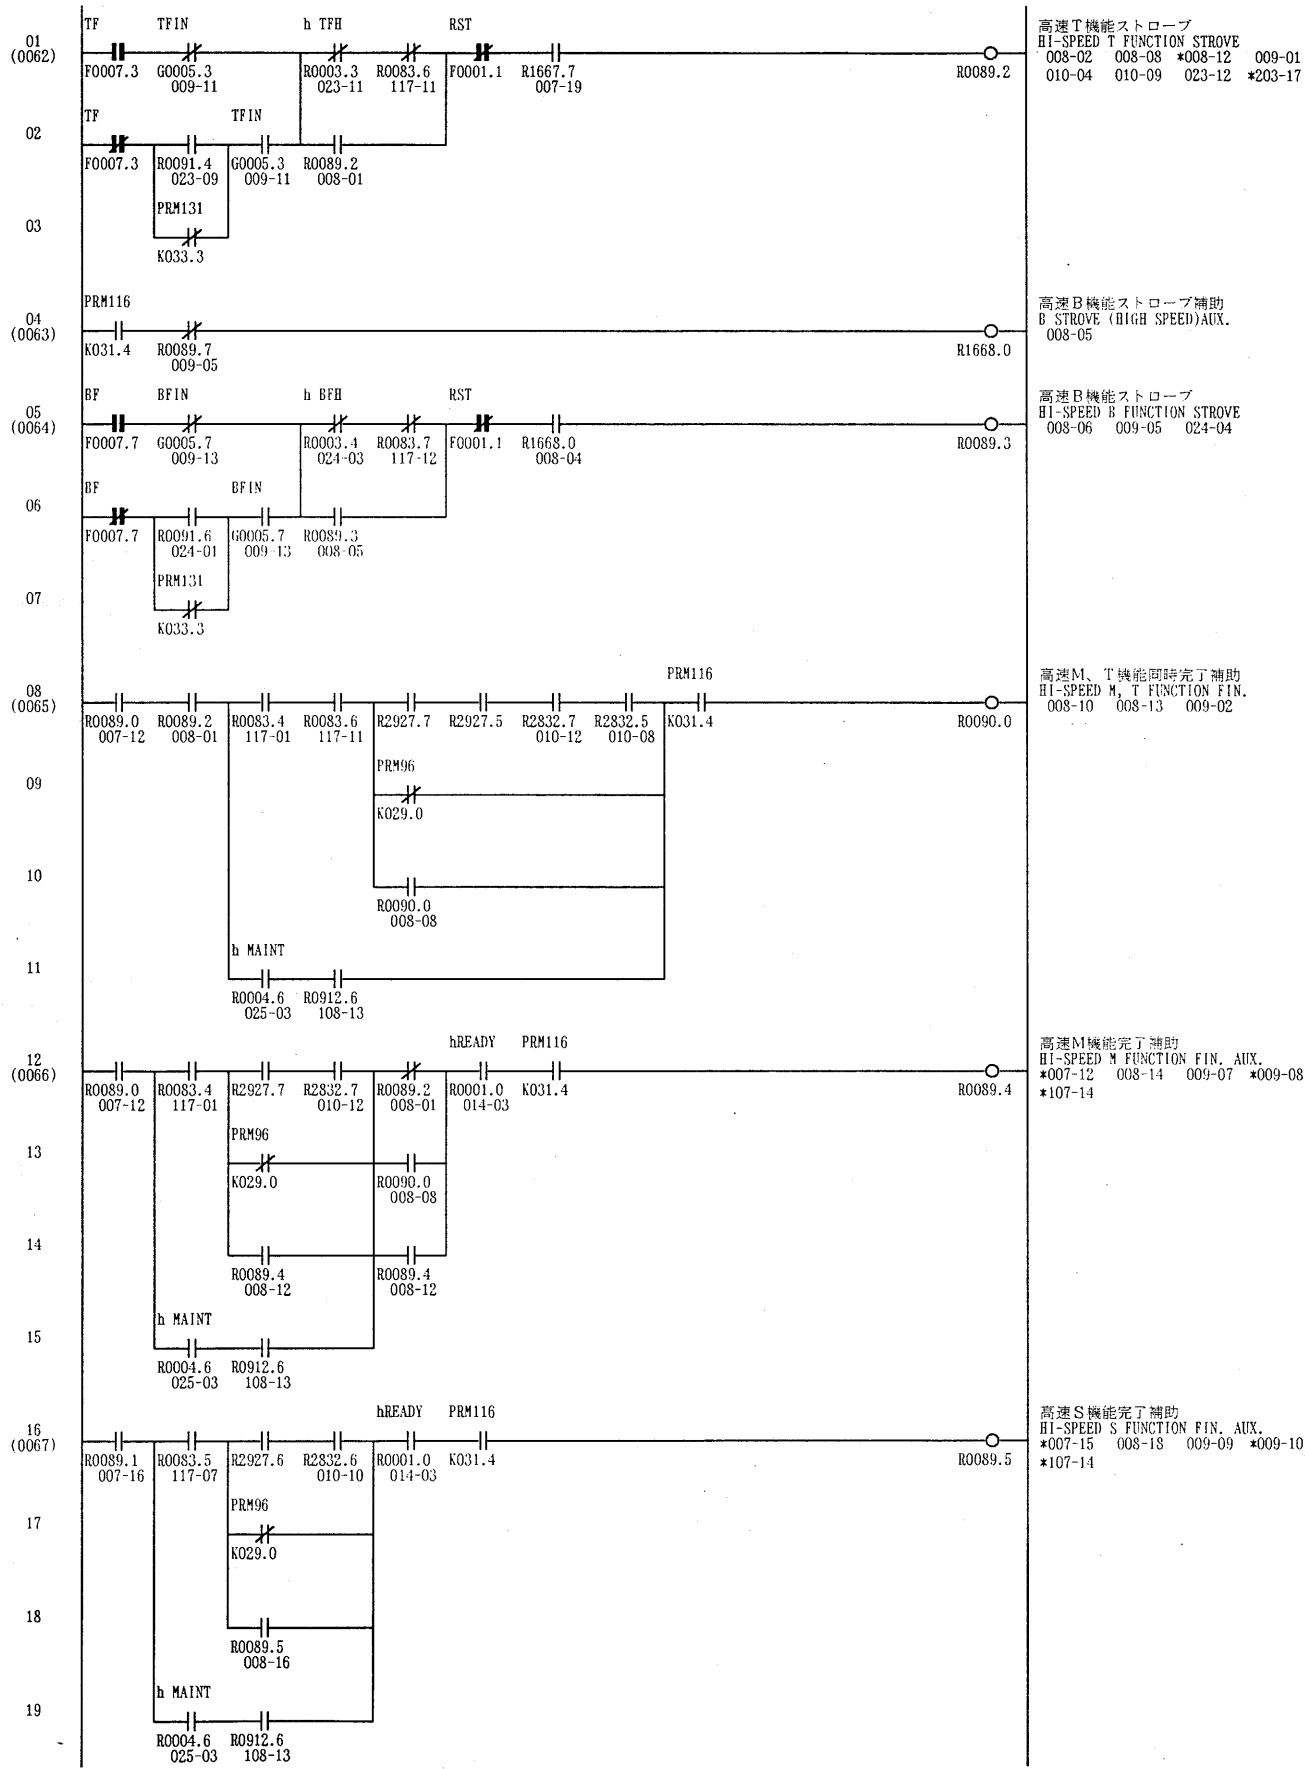 TF TFIN h TFH RST
01
(0062)
F0007.3 G0005.3 R0003.3 R0083.6 F0001.1 R1667.7 R0089.2
009-11 023-11 117-11 007-19
高速T機能ストローブ
HI-SPEED T FUNCTION STROVE
008-02 008-08 *008-12 009-01
010-04 010-09 023-12 *203-17
TF TFIN
02
F0007.3 R0091.4 G0005.3 R0089.2
023-09 009-11 008-01
PRM131
03
K033.3
PRM116
04
(0063)
K031.4 R0089.7 R1668.0
009-05
高速B機能ストローブ補助
B STROVE (HIGH SPEED)AUX.
008-05
BF BFIN h BFH RST
05
(0064)
F0007.7 G0005.7 R0003.4 R0083.7 F0001.1 R1668.0 R0089.3
009-13 024-03 117-12 008-04
高速B機能ストローブ
HI-SPEED B FUNCTION STROVE
008-06 009-05 024-04
BF BFIN
06
F0007.7 R0091.6 G0005.7 R0089.3
024-01 009-13 008-05
PRM131
07
K033.3
PRM116
08
(0065)
R0089.0 R0089.2 R0083.4 R0083.6 R2927.7 R2927.5 R2832.7 R2832.5 K031.4 R0090.0
007-12 008-01 117-01 117-11 010-12 010-08
高速M、T機能同時完了補助
HI-SPEED M, T FUNCTION FIN.
008-10 008-13 009-02
PRM96
09
K029.0
10
R0090.0
008-08
h MAINT
11
R0004.6 R0912.6
025-03 108-13
hREADY PRM116
12
(0066)
R0089.0 R0083.4 R2927.7 R2832.7 R0089.2 R0001.0 K031.4 R0089.4
007-12 117-01 010-12 008-01 014-03
高速M機能完了補助
HI-SPEED M FUNCTION FIN. AUX.
*007-12 008-14 009-07 *009-08
*107-14
PRM96
13
K029.0 R0090.0
008-08
14
R0089.4 R0089.4
008-12 008-12
h MAINT
15
R0004.6 R0912.6
025-03 108-13
hREADY PRM116
16
(0067)
R0089.1 R0083.5 R2927.6 R2832.6 R0001.0 K031.4 R0089.5
007-16 117-07 010-10 014-03
高速S機能完了補助
HI-SPEED S FUNCTION FIN. AUX.
*007-15 008-18 009-09 *009-10
*107-14
PRM96
17
K029.0
18
R0089.5
008-16
h MAINT
19
R0004.6 R0912.6
025-03 108-13